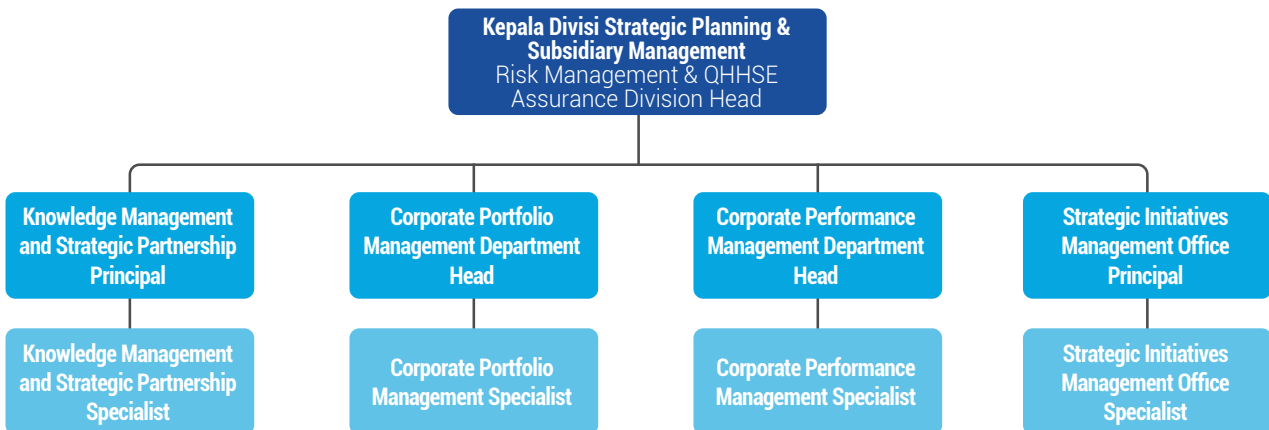 Kepala Divisi Strategic Planning &
Subsidiary Management
Risk Management & QHHSE
Assurance Division Head
Knowledge Management
and Strategic Partnership
Principal
Corporate Portfolio
Management Department
Head
Corporate Performance
Management Department
Head
Strategic Initiatives
Management Office
Principal
Knowledge Management
and Strategic Partnership
Specialist
Corporate Portfolio
Management Specialist
Corporate Performance
Management Specialist
Strategic Initiatives
Management Office
Specialist